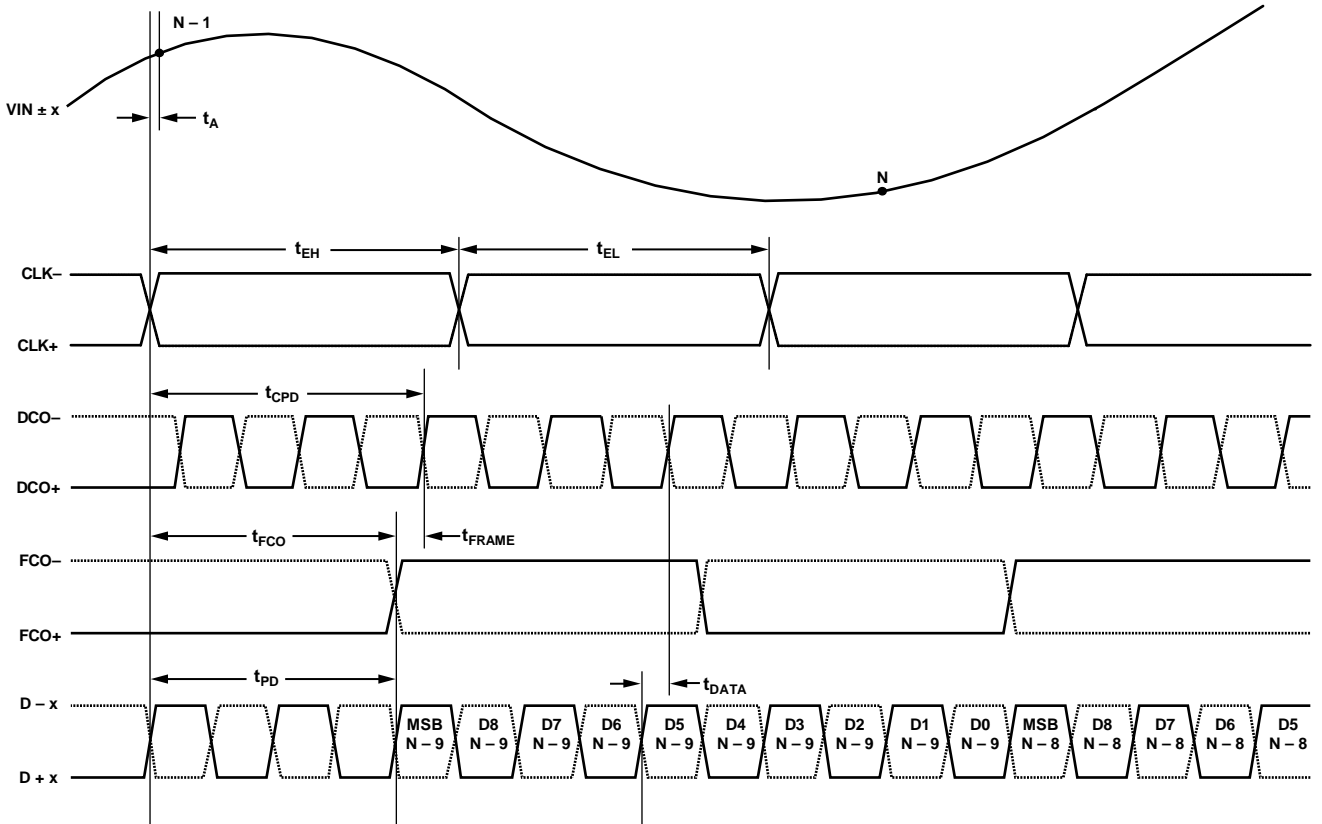 N – 1
VIN ± x
tA
N
tEH
tEL
CLK–
CLK+
tCPD
DCO–
DCO+
tFCO
tFRAME
FCO–
FCO+
tPD
tDATA
D – x
MSB D8 D7 D6 D5 D4 D3 D2 D1 D0 MSB D8 D7 D6 D5
N – 9 N – 9 N – 9 N – 9 N – 9 N – 9 N – 9 N – 9 N – 9 N – 9 N – 8 N – 8 N – 8 N – 8 N – 8
D + x